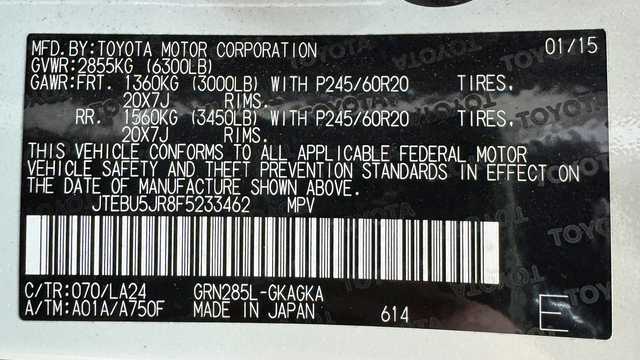 MFD.BY:TOYOTA MOTOR CORPORATION 01/15
GVWR:2855KG (6300LB)
GAWR:FRT. 1360KG (3000LB) WITH P245/60R20 TIRES,
20X7J RIMS.
RR. 1560KG (3450LB) WITH P245/60R20 TIRES,
20X7J RIMS.
THIS VEHICLE CONFORMS TO ALL APPLICABLE FEDERAL MOTOR
VEHICLE SAFETY AND THEFT PREVENTION STANDARDS IN EFFECT ON
THE DATE OF MANUFACTURE SHOWN ABOVE.
JTEBU5JR8F5233462 MPV
C/TR:070/LA24 GRN285L-GKAGKA
A/TM:A01A/A750F MADE IN JAPAN 614 E